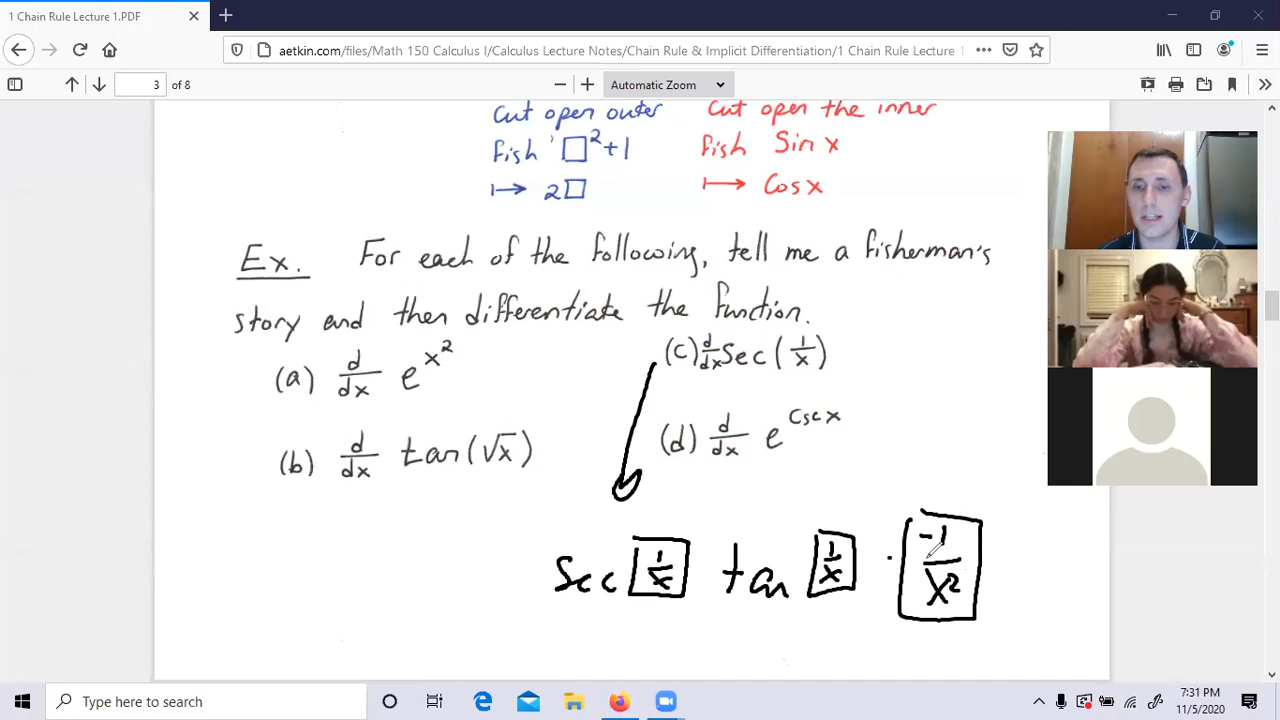 1 Chain Rule Lecture 1.PDF
aetkin.com/files/Math 150 Calculus I/Calculus Lecture Notes/Chain Rule & Implicit Differentiation/1 Chain Rule Lecture 1
3 of 8
Automatic Zoom
Cut open outer
fish □²+1
↦ 2□
Cut open the inner
fish Sin x
↦ Cos x
Ex. For each of the following, tell me a fisherman's
story and then differentiate the function.
(a) d/dx e^x²
(b) d/dx tan(√x)
(c) d/dx Sec(1/x)
(d) d/dx e^Csc x
Sec 1/x tan 1/x · -1/x²
Type here to search
7:31 PM
11/5/2020